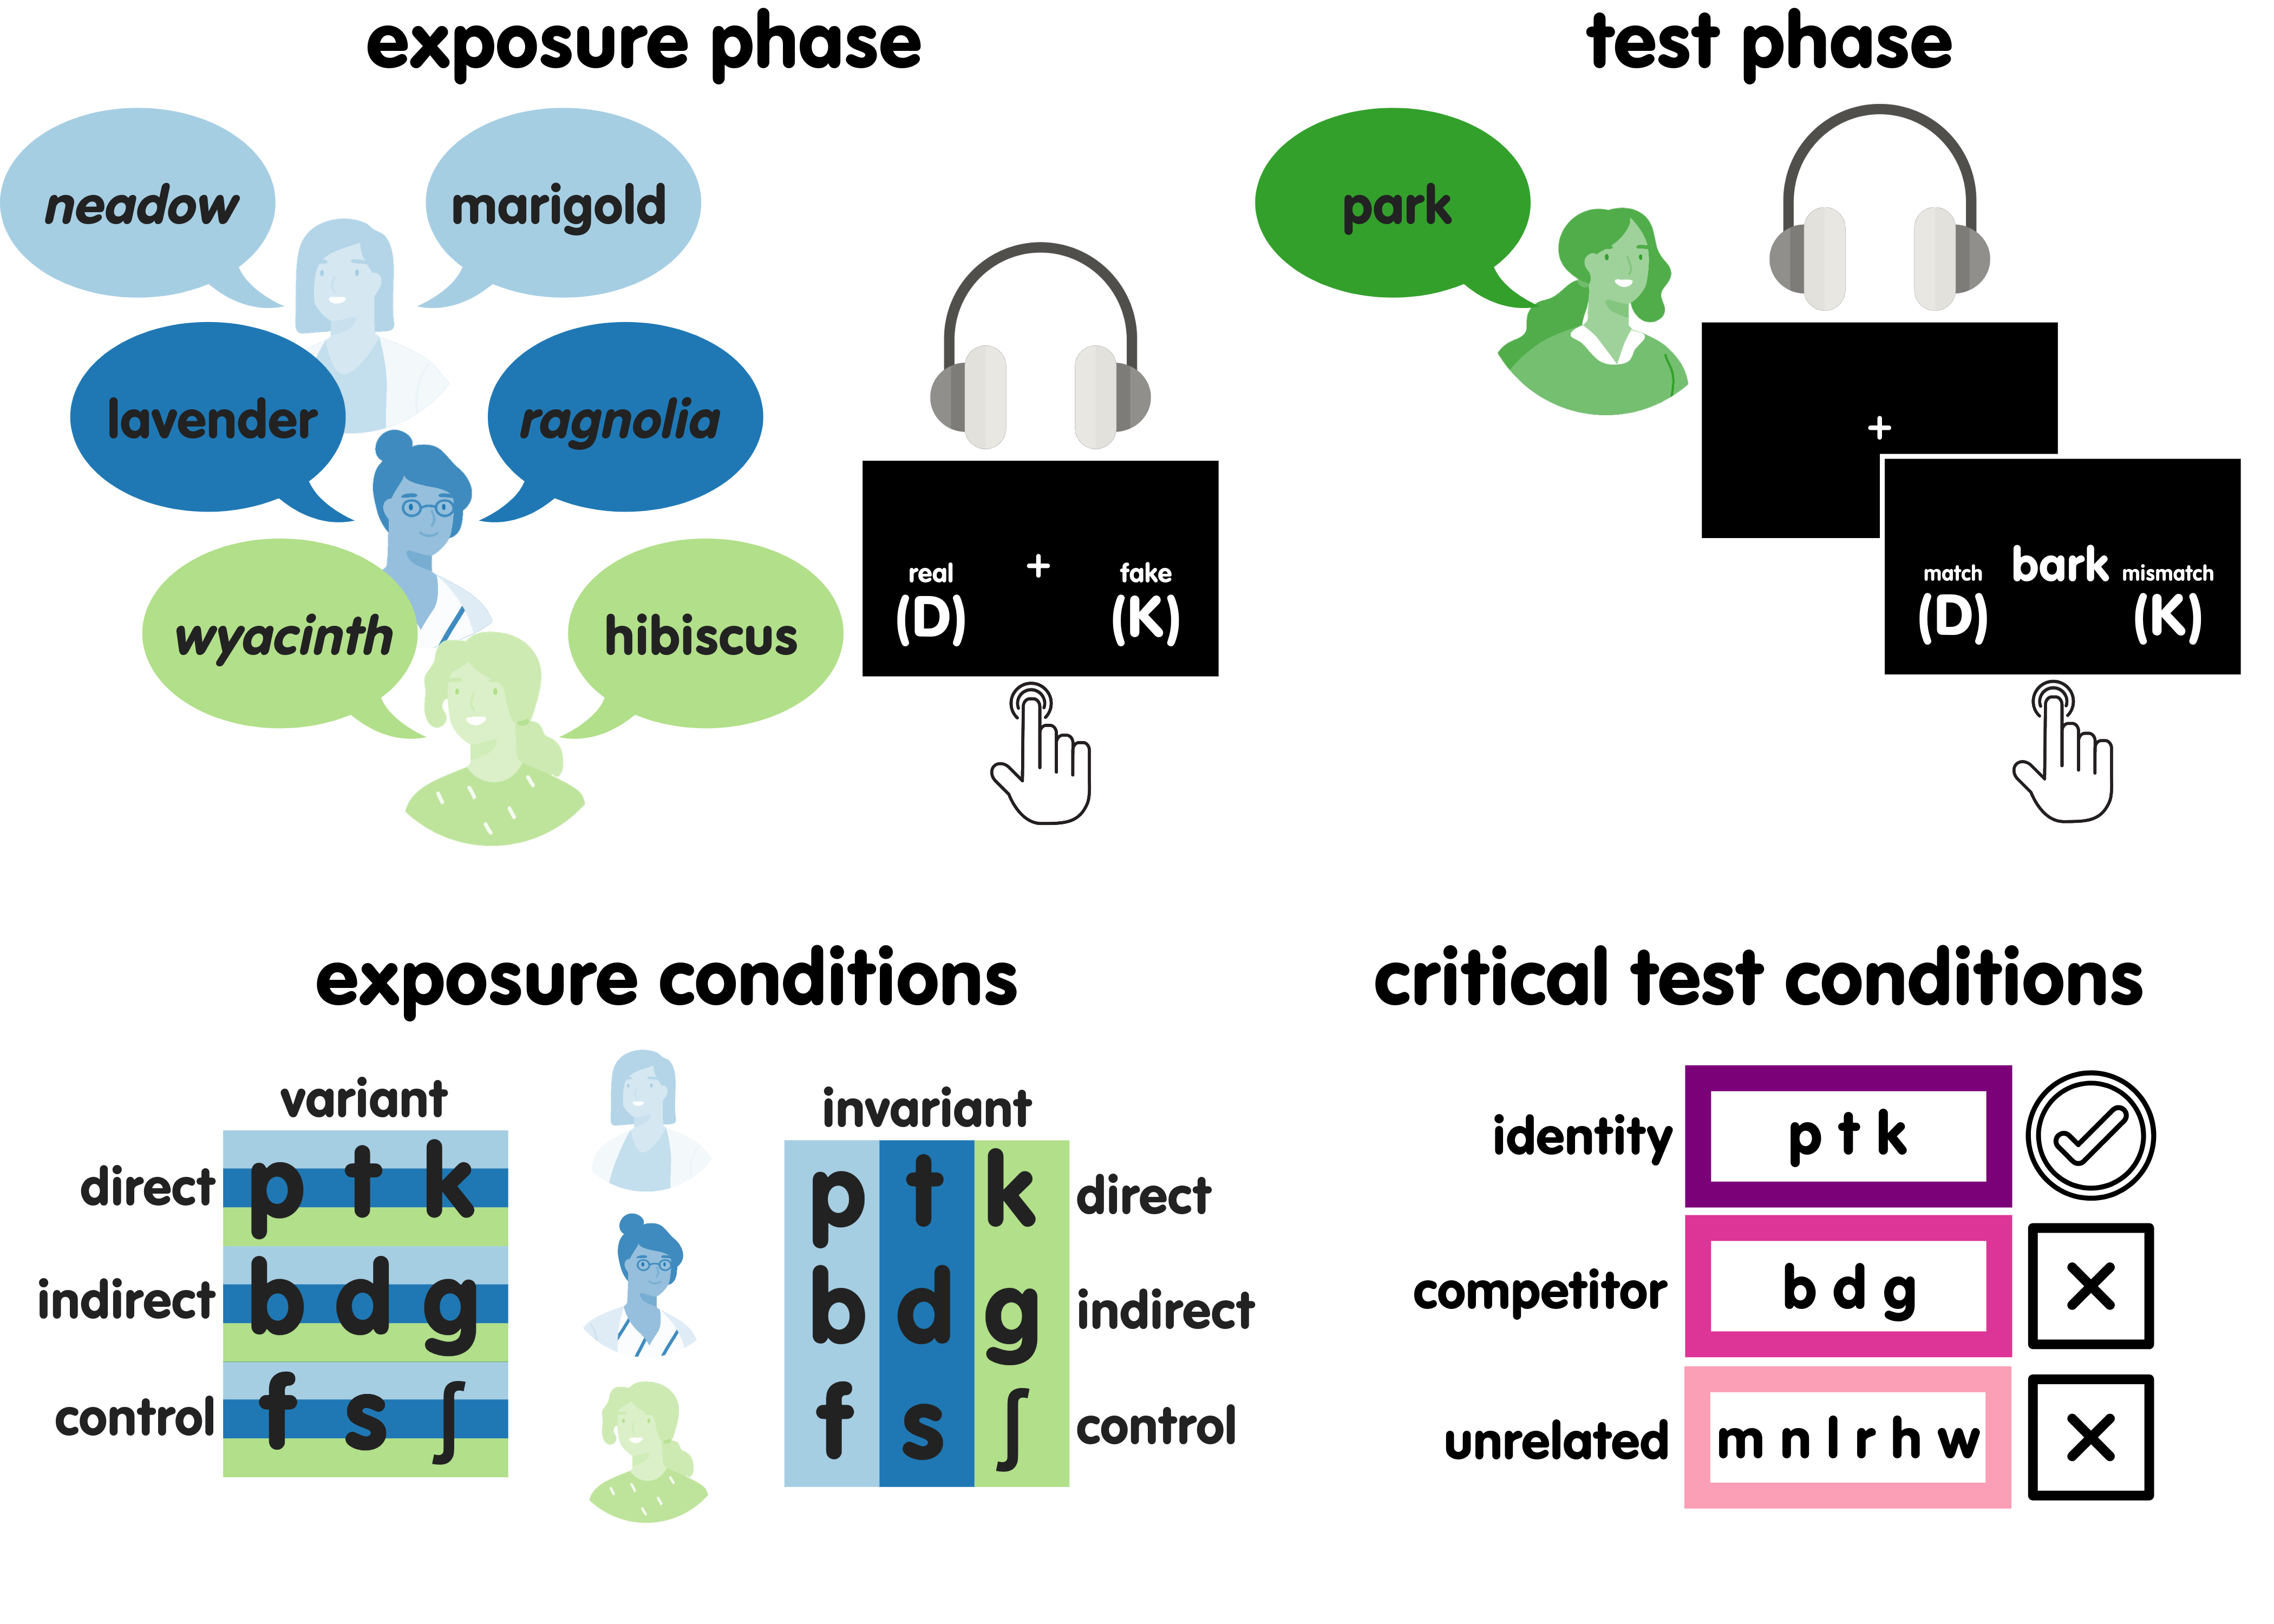 exposure phase
neadow
marigold
lavender
ragnolia
wyacinth
hibiscus
real + fake
(D) (K)
test phase
park
+
match bark mismatch
(D) (K)
exposure conditions
variant
direct p t k
indirect b d g
control f s ʃ
invariant
p t k direct
b d g indirect
f s ʃ control
critical test conditions
identity p t k
competitor b d g
unrelated m n l r h w